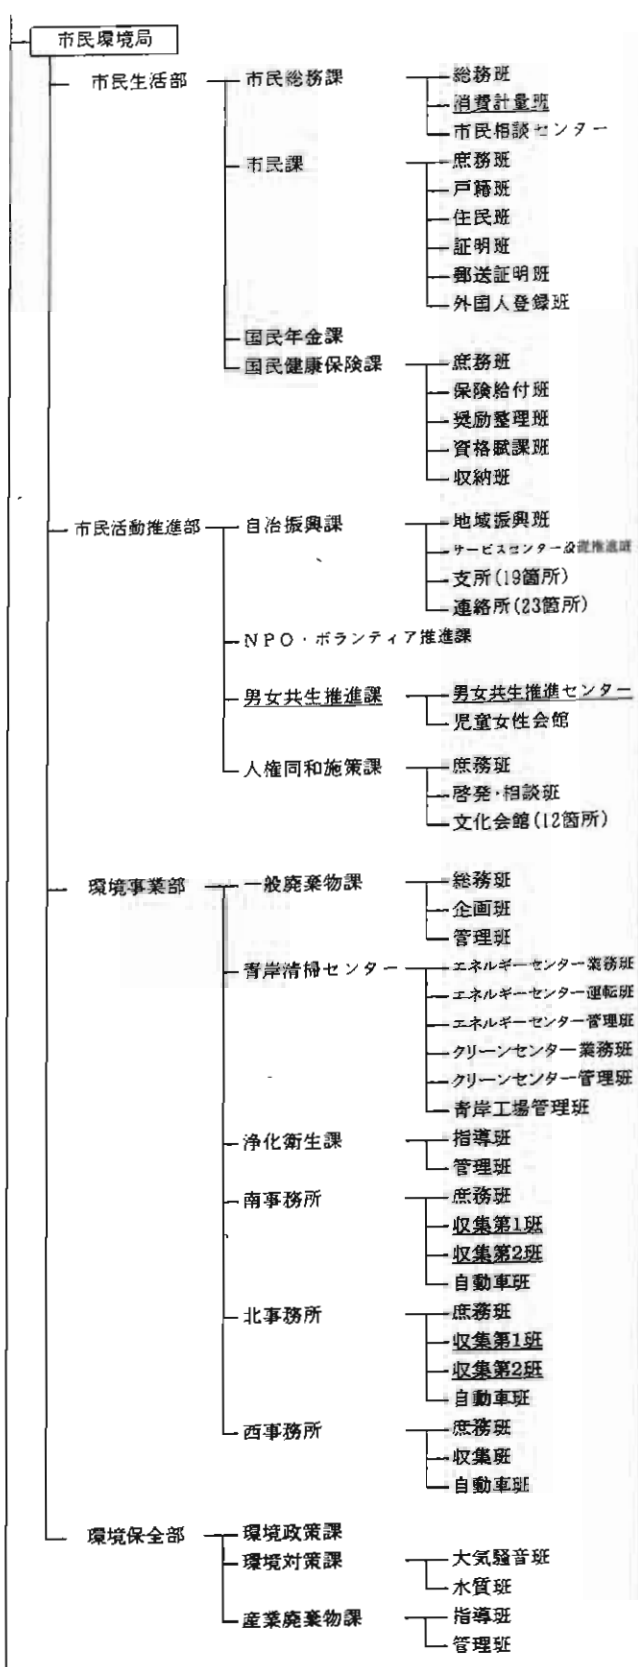 市民環境局
市民生活部 市民総務課 総務班
消費計量班
市民相談センター
市民課 庶務班
戸籍班
住民班
証明班
郵送証明班
外国人登録班
国民年金課
国民健康保険課 庶務班
保険給付班
奨励整理班
資格賦課班
収納班
市民活動推進部 自治振興課 地域振興班
サービスセンター設置推進班
支所(19箇所)
連絡所(23箇所)
NPO・ボランティア推進課
男女共生推進課 男女共生推進センター
児童女性会館
人権同和施策課 庶務班
啓発・相談班
文化会館(12箇所)
環境事業部 一般廃棄物課 総務班
企画班
管理班
青岸清掃センター エネルギーセンター業務班
エネルギーセンター運転班
エネルギーセンター管理班
クリーンセンター業務班
クリーンセンター管理班
青岸工場管理班
浄化衛生課 指導班
管理班
南事務所 庶務班
収集第1班
収集第2班
自動車班
北事務所 庶務班
収集第1班
収集第2班
自動車班
西事務所 庶務班
収集班
自動車班
環境保全部 環境政策課
環境対策課 大気騒音班
水質班
産業廃棄物課 指導班
管理班